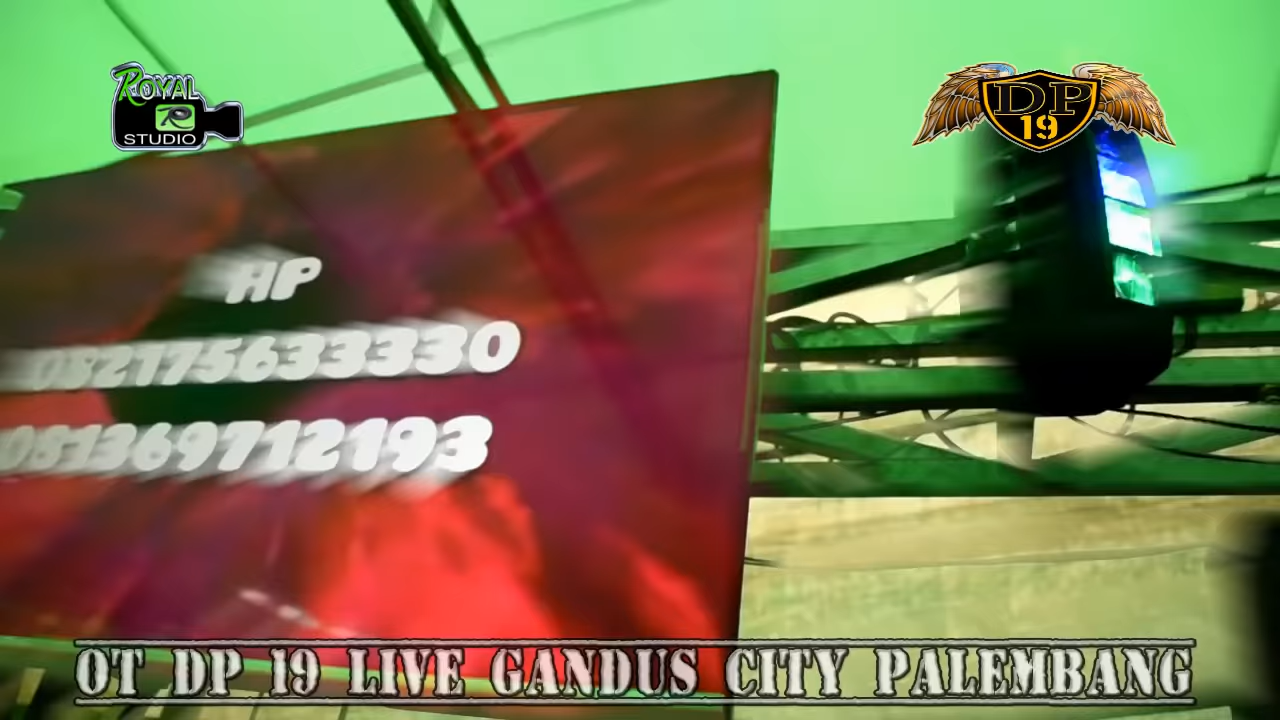 ROYAL
R
STUDIO
DP
19
HP
082175633330
081369712193
OT DP 19 LIVE GANDUS CITY PALEMBANG